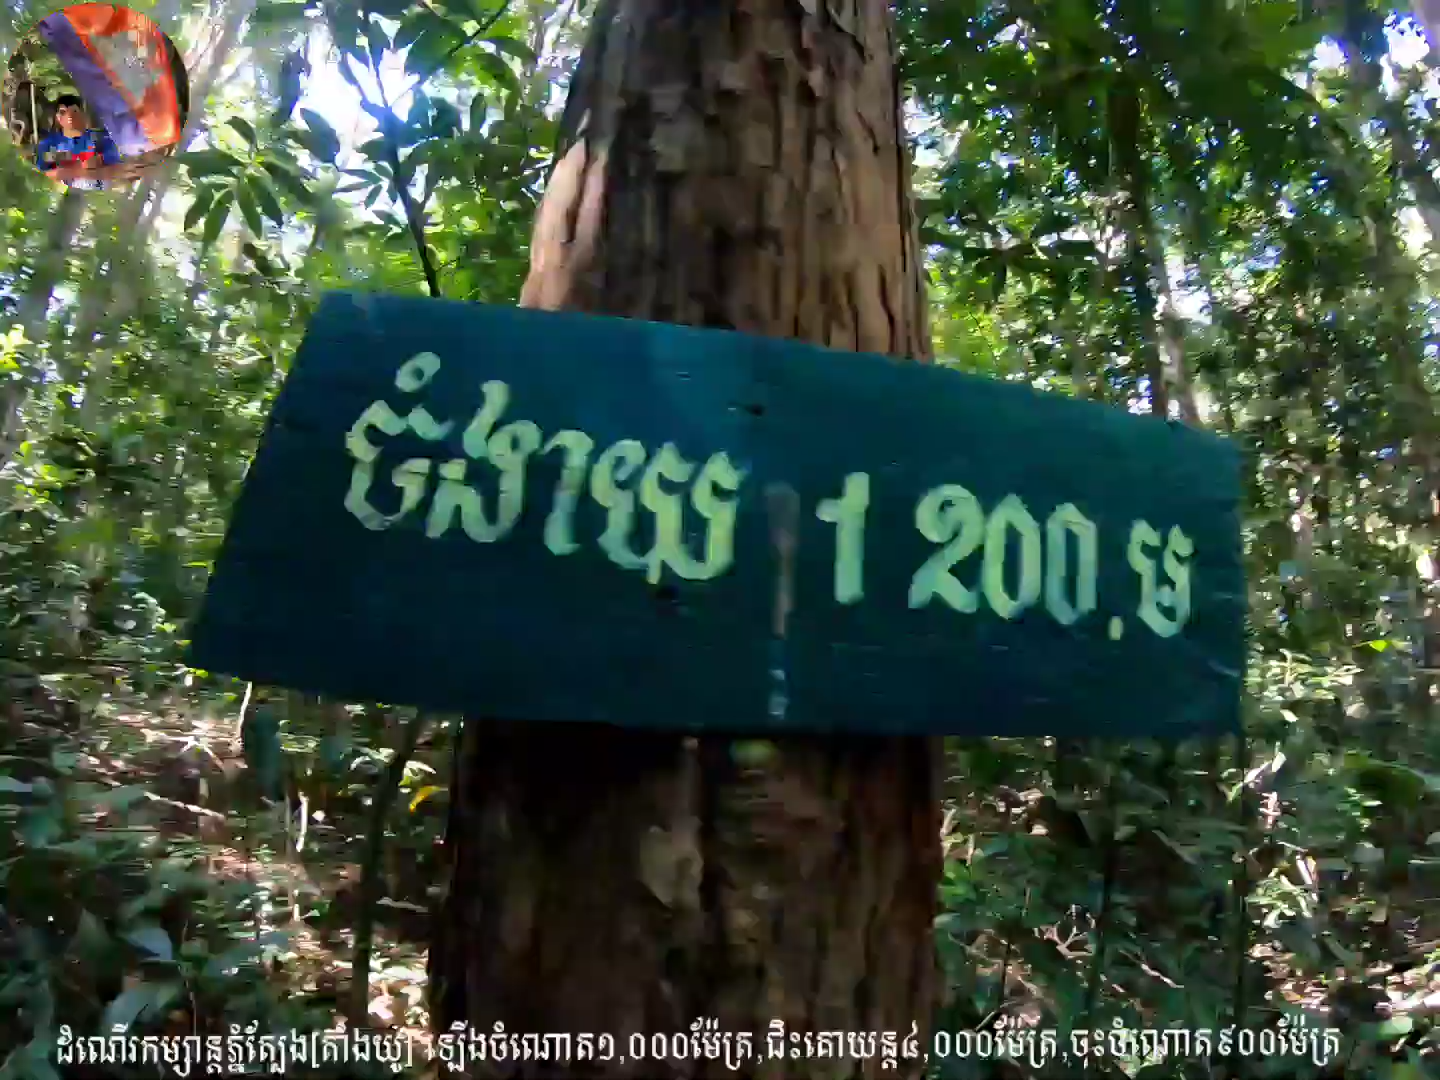 ចំងាយ 1 200.ម
ដំណើរកម្សាន្តភ្នំត្បែង[គាំងយូ] ឡើងចំណោត១,០០០ម៉ែត្រ,ជិះគោយន្ត៤,០០០ម៉ែត្រ,ចុះចំណោត៩០០ម៉ែត្រ